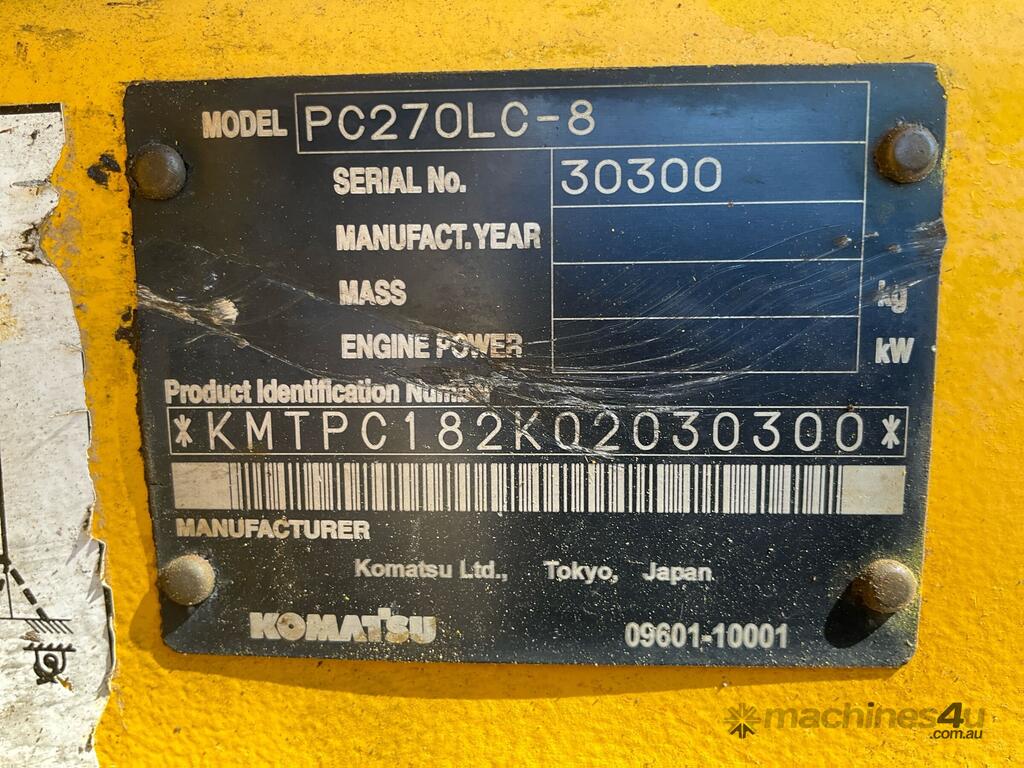 MODEL PC270LC-8
SERIAL No. 30300
MANUFACT.YEAR
MASS kg
ENGINE POWER kW
Product Identification Number
*KMTPC182K02030300*
MANUFACTURER
Komatsu Ltd., Tokyo, Japan
KOMATSU 09601-10001
machines4u
.com.au